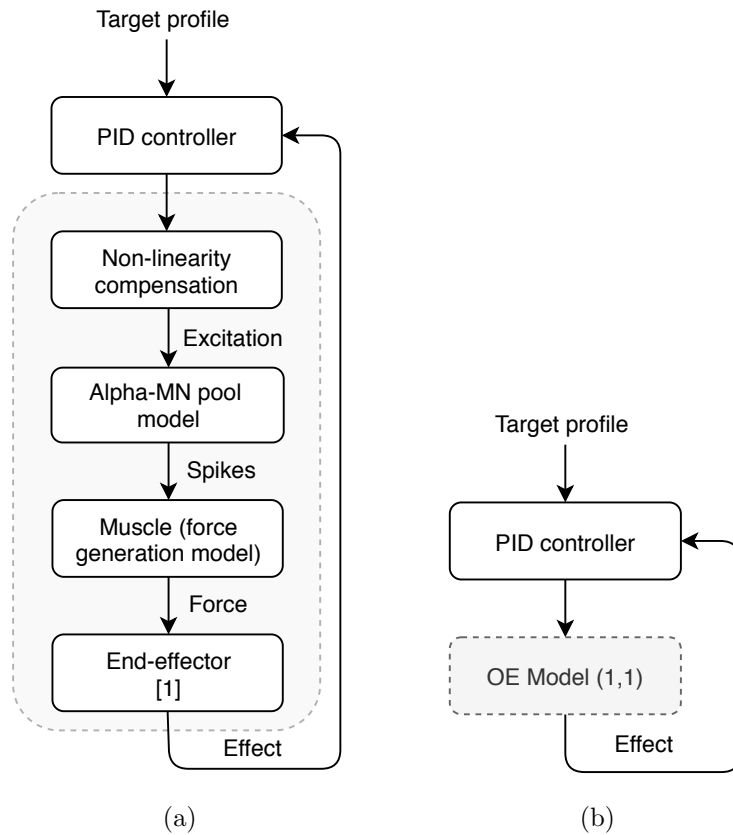 Target profile
PID controller
Non-linearity
compensation
Excitation
Alpha-MN pool
model
Spikes
Muscle (force
generation model)
Force
End-effector
[1]
Effect
(a)
Target profile
PID controller
OE Model (1,1)
Effect
(b)